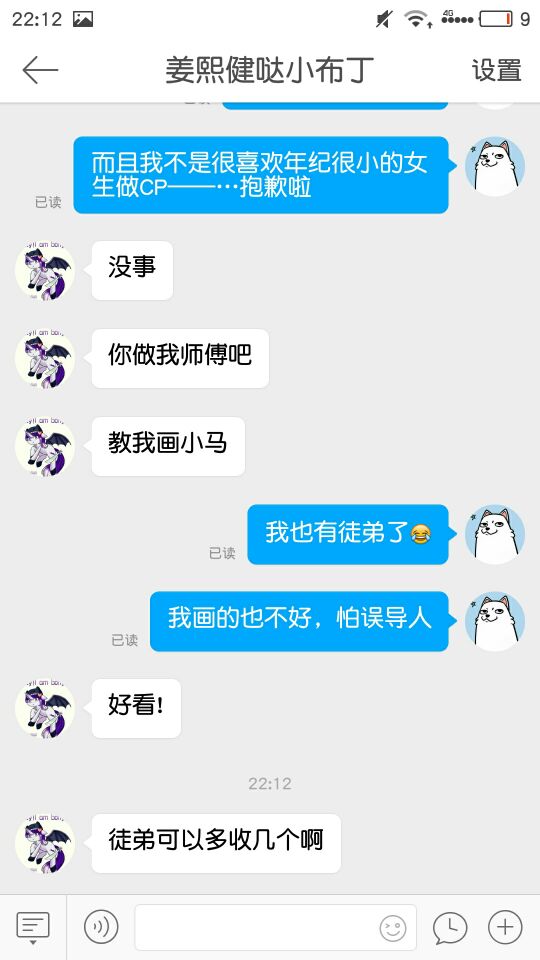 22:12
4G
9
姜熙健哒小布丁
设置
而且我不是很喜欢年纪很小的女
生做CP——…抱歉啦
已读
没事
你做我师傅吧
教我画小马
我也有徒弟了😂
已读
我画的也不好，怕误导人
已读
好看!
22:12
徒弟可以多收几个啊